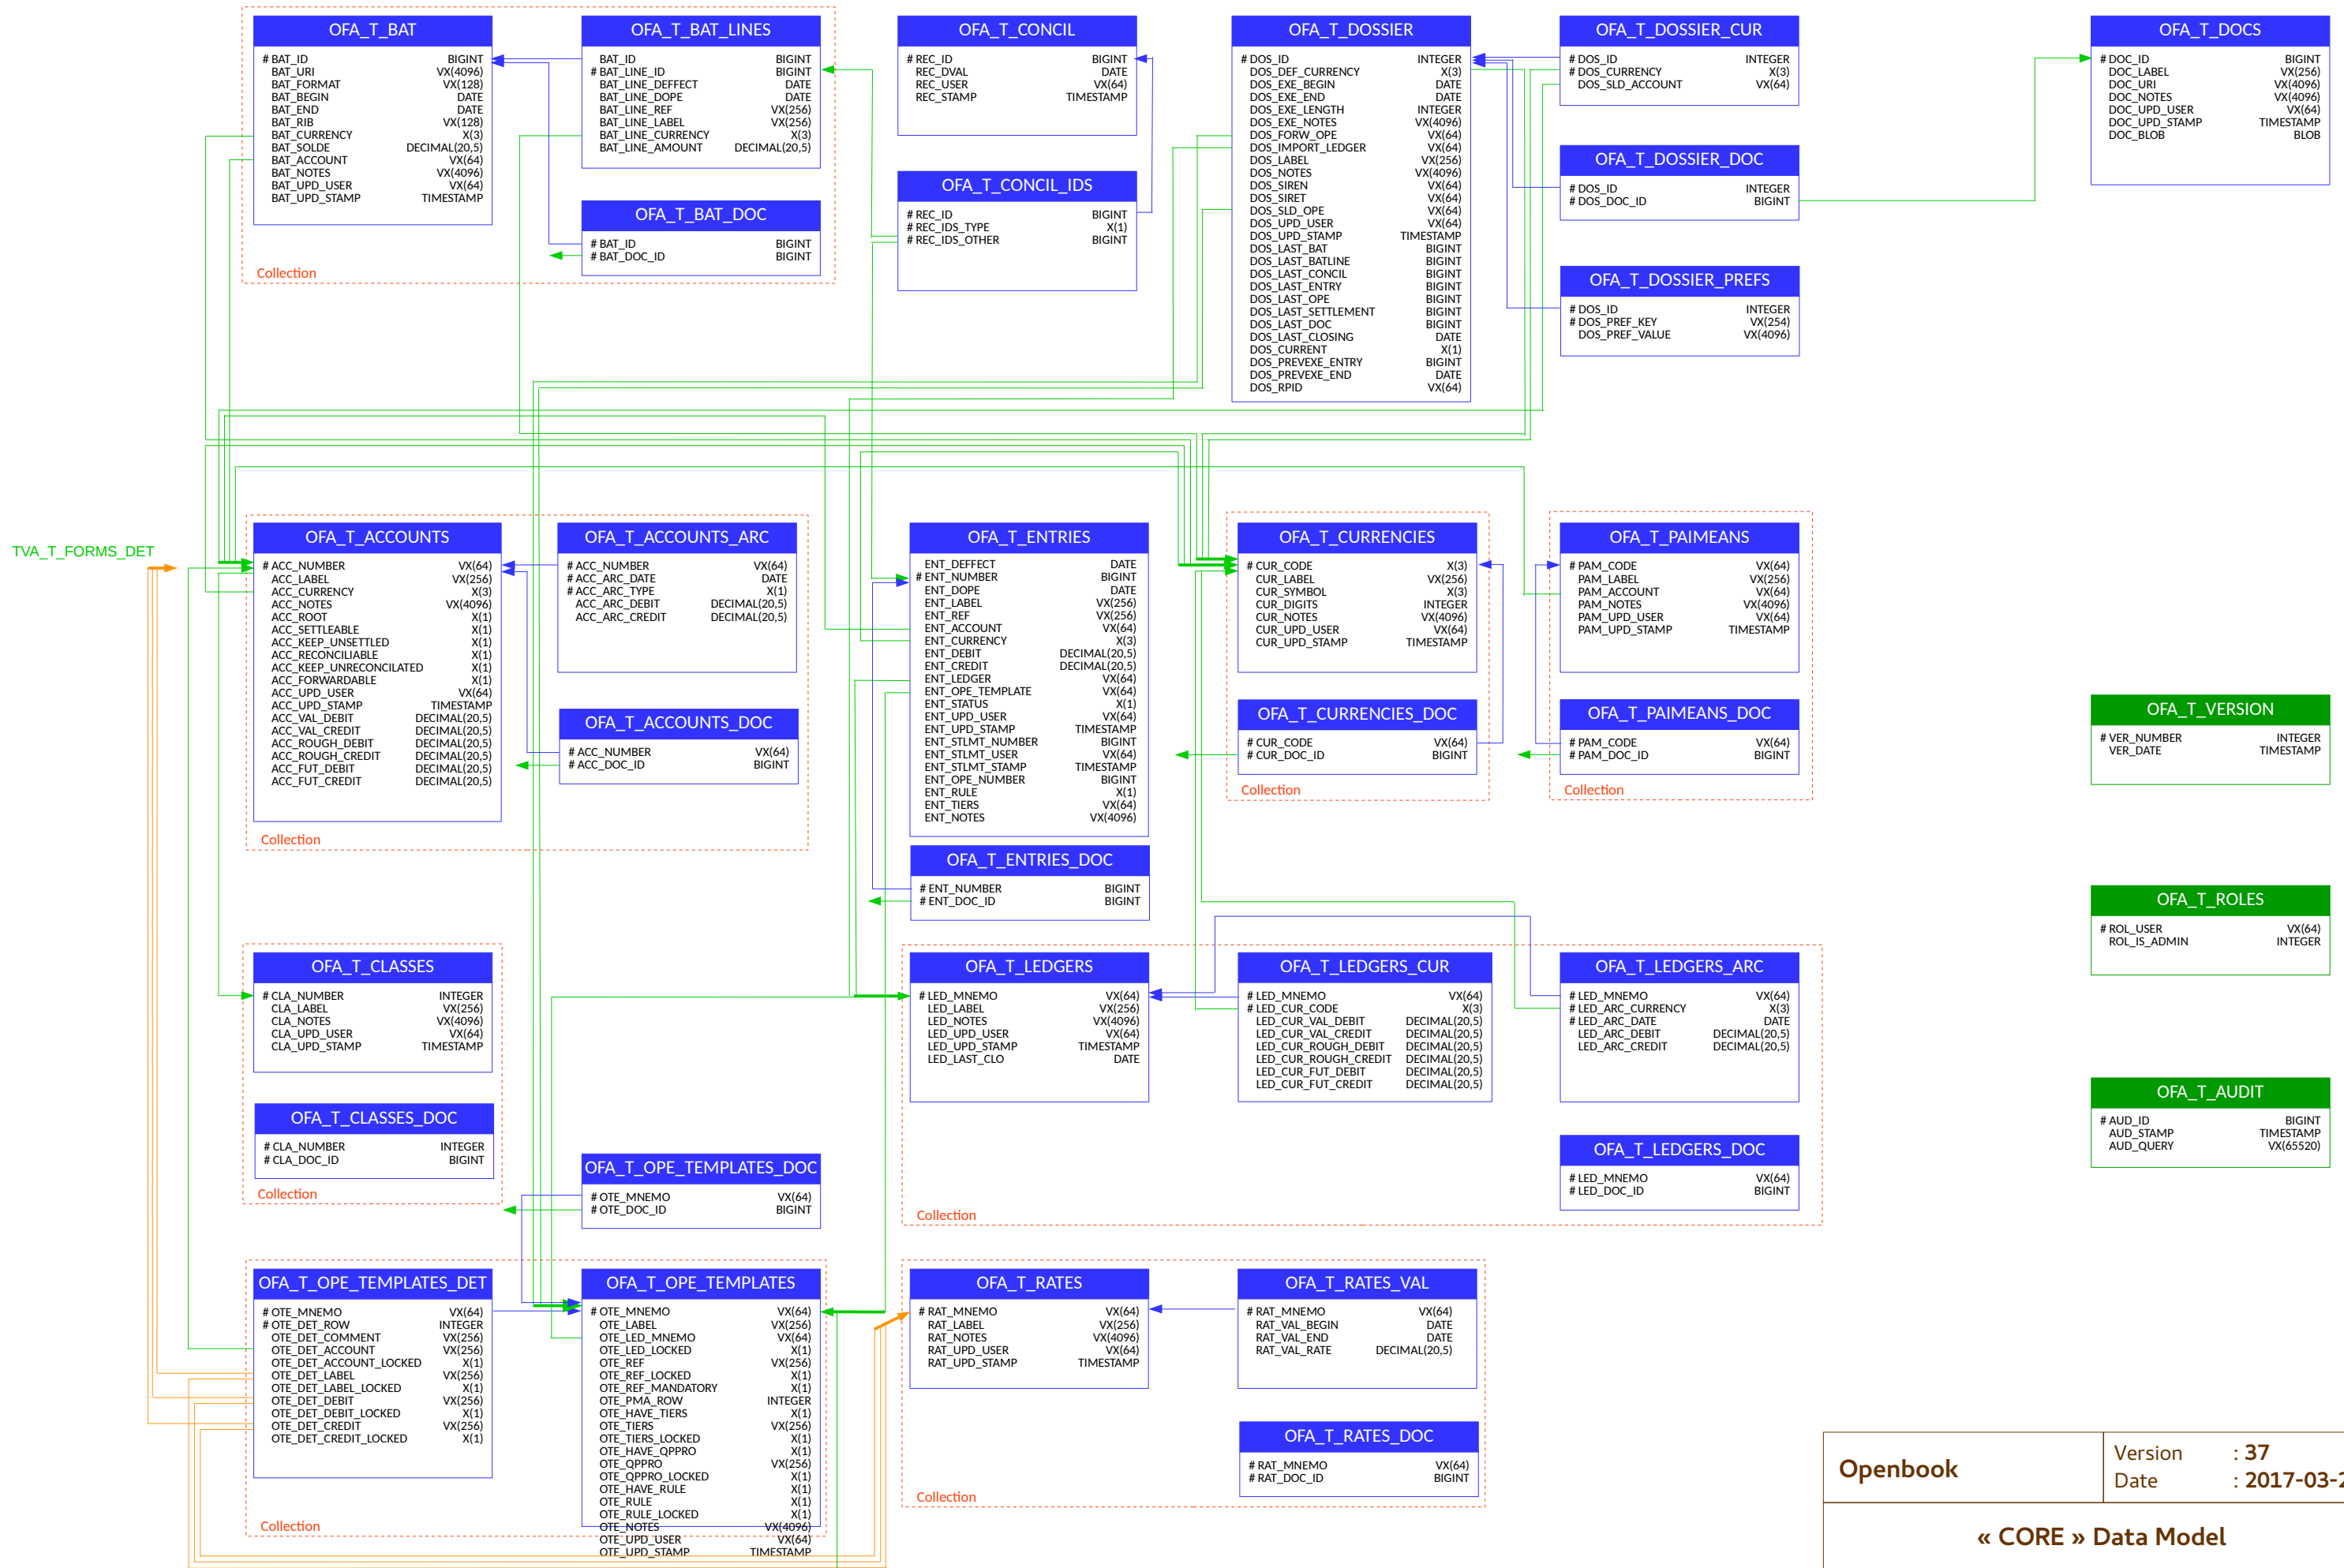 OFA_T_BAT
# BAT_ID BIGINT
BAT_URI VX(4096)
BAT_FORMAT VX(128)
BAT_BEGIN DATE
BAT_END DATE
BAT_RIB VX(128)
BAT_CURRENCY X(3)
BAT_SOLDE DECIMAL(20,5)
BAT_ACCOUNT VX(64)
BAT_NOTES VX(4096)
BAT_UPD_USER VX(64)
BAT_UPD_STAMP TIMESTAMP
OFA_T_BAT_LINES
BAT_ID BIGINT
# BAT_LINE_ID BIGINT
BAT_LINE_DEFFECT DATE
BAT_LINE_DOPE DATE
BAT_LINE_REF VX(256)
BAT_LINE_LABEL VX(256)
BAT_LINE_CURRENCY X(3)
BAT_LINE_AMOUNT DECIMAL(20,5)
OFA_T_BAT_DOC
# BAT_ID BIGINT
# BAT_DOC_ID BIGINT
Collection
OFA_T_CONCIL
# REC_ID BIGINT
REC_DVAL DATE
REC_USER VX(64)
REC_STAMP TIMESTAMP
OFA_T_CONCIL_IDS
# REC_ID BIGINT
# REC_IDS_TYPE X(1)
# REC_IDS_OTHER BIGINT
OFA_T_DOSSIER
# DOS_ID INTEGER
DOS_DEF_CURRENCY X(3)
DOS_EXE_BEGIN DATE
DOS_EXE_END DATE
DOS_EXE_LENGTH INTEGER
DOS_EXE_NOTES VX(4096)
DOS_FORW_OPE VX(64)
DOS_IMPORT_LEDGER VX(64)
DOS_LABEL VX(256)
DOS_NOTES VX(4096)
DOS_SIREN VX(64)
DOS_SIRET VX(64)
DOS_SLD_OPE VX(64)
DOS_UPD_USER VX(64)
DOS_UPD_STAMP TIMESTAMP
DOS_LAST_BAT BIGINT
DOS_LAST_BATLINE BIGINT
DOS_LAST_CONCIL BIGINT
DOS_LAST_ENTRY BIGINT
DOS_LAST_OPE BIGINT
DOS_LAST_SETTLEMENT BIGINT
DOS_LAST_DOC BIGINT
DOS_LAST_CLOSING DATE
DOS_CURRENT X(1)
DOS_PREVEXE_ENTRY BIGINT
DOS_PREVEXE_END DATE
DOS_RPID VX(64)
OFA_T_DOSSIER_CUR
# DOS_ID INTEGER
# DOS_CURRENCY X(3)
DOS_SLD_ACCOUNT VX(64)
OFA_T_DOSSIER_DOC
# DOS_ID INTEGER
# DOS_DOC_ID BIGINT
OFA_T_DOSSIER_PREFS
# DOS_ID INTEGER
# DOS_PREF_KEY VX(254)
DOS_PREF_VALUE VX(4096)
OFA_T_DOCS
# DOC_ID BIGINT
DOC_LABEL VX(256)
DOC_URI VX(4096)
DOC_NOTES VX(4096)
DOC_UPD_USER VX(64)
DOC_UPD_STAMP TIMESTAMP
DOC_BLOB BLOB
TVA_T_FORMS_DET
OFA_T_ACCOUNTS
# ACC_NUMBER VX(64)
ACC_LABEL VX(256)
ACC_CURRENCY X(3)
ACC_NOTES VX(4096)
ACC_ROOT X(1)
ACC_SETTLEABLE X(1)
ACC_KEEP_UNSETTLED X(1)
ACC_RECONCILIABLE X(1)
ACC_KEEP_UNRECONCILATED X(1)
ACC_FORWARDABLE X(1)
ACC_UPD_USER VX(64)
ACC_UPD_STAMP TIMESTAMP
ACC_VAL_DEBIT DECIMAL(20,5)
ACC_VAL_CREDIT DECIMAL(20,5)
ACC_ROUGH_DEBIT DECIMAL(20,5)
ACC_ROUGH_CREDIT DECIMAL(20,5)
ACC_FUT_DEBIT DECIMAL(20,5)
ACC_FUT_CREDIT DECIMAL(20,5)
OFA_T_ACCOUNTS_ARC
# ACC_NUMBER VX(64)
# ACC_ARC_DATE DATE
# ACC_ARC_TYPE X(1)
ACC_ARC_DEBIT DECIMAL(20,5)
ACC_ARC_CREDIT DECIMAL(20,5)
OFA_T_ACCOUNTS_DOC
# ACC_NUMBER VX(64)
# ACC_DOC_ID BIGINT
Collection
OFA_T_ENTRIES
ENT_DEFFECT DATE
# ENT_NUMBER BIGINT
ENT_DOPE DATE
ENT_LABEL VX(256)
ENT_REF VX(256)
ENT_ACCOUNT VX(64)
ENT_CURRENCY X(3)
ENT_DEBIT DECIMAL(20,5)
ENT_CREDIT DECIMAL(20,5)
ENT_LEDGER VX(64)
ENT_OPE_TEMPLATE VX(64)
ENT_STATUS X(1)
ENT_UPD_USER VX(64)
ENT_UPD_STAMP TIMESTAMP
ENT_STLMT_NUMBER BIGINT
ENT_STLMT_USER VX(64)
ENT_STLMT_STAMP TIMESTAMP
ENT_OPE_NUMBER BIGINT
ENT_RULE X(1)
ENT_TIERS VX(64)
ENT_NOTES VX(4096)
OFA_T_ENTRIES_DOC
# ENT_NUMBER BIGINT
# ENT_DOC_ID BIGINT
OFA_T_CURRENCIES
# CUR_CODE X(3)
CUR_LABEL VX(256)
CUR_SYMBOL X(3)
CUR_DIGITS INTEGER
CUR_NOTES VX(4096)
CUR_UPD_USER VX(64)
CUR_UPD_STAMP TIMESTAMP
OFA_T_CURRENCIES_DOC
# CUR_CODE VX(64)
# CUR_DOC_ID BIGINT
Collection
OFA_T_PAIMEANS
# PAM_CODE VX(64)
PAM_LABEL VX(256)
PAM_ACCOUNT VX(64)
PAM_NOTES VX(4096)
PAM_UPD_USER VX(64)
PAM_UPD_STAMP TIMESTAMP
OFA_T_PAIMEANS_DOC
# PAM_CODE VX(64)
# PAM_DOC_ID BIGINT
Collection
OFA_T_VERSION
# VER_NUMBER INTEGER
VER_DATE TIMESTAMP
OFA_T_ROLES
# ROL_USER VX(64)
ROL_IS_ADMIN INTEGER
OFA_T_AUDIT
# AUD_ID BIGINT
AUD_STAMP TIMESTAMP
AUD_QUERY VX(65520)
OFA_T_CLASSES
# CLA_NUMBER INTEGER
CLA_LABEL VX(256)
CLA_NOTES VX(4096)
CLA_UPD_USER VX(64)
CLA_UPD_STAMP TIMESTAMP
OFA_T_CLASSES_DOC
# CLA_NUMBER INTEGER
# CLA_DOC_ID BIGINT
Collection
OFA_T_LEDGERS
# LED_MNEMO VX(64)
LED_LABEL VX(256)
LED_NOTES VX(4096)
LED_UPD_USER VX(64)
LED_UPD_STAMP TIMESTAMP
LED_LAST_CLO DATE
OFA_T_LEDGERS_CUR
# LED_MNEMO VX(64)
# LED_CUR_CODE X(3)
LED_CUR_VAL_DEBIT DECIMAL(20,5)
LED_CUR_VAL_CREDIT DECIMAL(20,5)
LED_CUR_ROUGH_DEBIT DECIMAL(20,5)
LED_CUR_ROUGH_CREDIT DECIMAL(20,5)
LED_CUR_FUT_DEBIT DECIMAL(20,5)
LED_CUR_FUT_CREDIT DECIMAL(20,5)
OFA_T_LEDGERS_ARC
# LED_MNEMO VX(64)
# LED_ARC_CURRENCY X(3)
# LED_ARC_DATE DATE
LED_ARC_DEBIT DECIMAL(20,5)
LED_ARC_CREDIT DECIMAL(20,5)
OFA_T_LEDGERS_DOC
# LED_MNEMO VX(64)
# LED_DOC_ID BIGINT
Collection
OFA_T_OPE_TEMPLATES_DOC
# OTE_MNEMO VX(64)
# OTE_DOC_ID BIGINT
OFA_T_OPE_TEMPLATES_DET
# OTE_MNEMO VX(64)
# OTE_DET_ROW INTEGER
OTE_DET_COMMENT VX(256)
OTE_DET_ACCOUNT VX(256)
OTE_DET_ACCOUNT_LOCKED X(1)
OTE_DET_LABEL VX(256)
OTE_DET_LABEL_LOCKED X(1)
OTE_DET_DEBIT VX(256)
OTE_DET_DEBIT_LOCKED X(1)
OTE_DET_CREDIT VX(256)
OTE_DET_CREDIT_LOCKED X(1)
OFA_T_OPE_TEMPLATES
# OTE_MNEMO VX(64)
OTE_LABEL VX(256)
OTE_LED_MNEMO VX(64)
OTE_LED_LOCKED X(1)
OTE_REF VX(256)
OTE_REF_LOCKED X(1)
OTE_REF_MANDATORY X(1)
OTE_PMA_ROW INTEGER
OTE_HAVE_TIERS X(1)
OTE_TIERS VX(256)
OTE_TIERS_LOCKED X(1)
OTE_HAVE_QPPRO X(1)
OTE_QPPRO VX(256)
OTE_QPPRO_LOCKED X(1)
OTE_HAVE_RULE X(1)
OTE_RULE X(1)
OTE_RULE_LOCKED X(1)
OTE_NOTES VX(4096)
OTE_UPD_USER VX(64)
OTE_UPD_STAMP TIMESTAMP
Collection
OFA_T_RATES
# RAT_MNEMO VX(64)
RAT_LABEL VX(256)
RAT_NOTES VX(4096)
RAT_UPD_USER VX(64)
RAT_UPD_STAMP TIMESTAMP
OFA_T_RATES_VAL
# RAT_MNEMO VX(64)
RAT_VAL_BEGIN DATE
RAT_VAL_END DATE
RAT_VAL_RATE DECIMAL(20,5)
OFA_T_RATES_DOC
# RAT_MNEMO VX(64)
# RAT_DOC_ID BIGINT
Collection
Openbook
Version : 37
Date : 2017-03-2
« CORE » Data Model